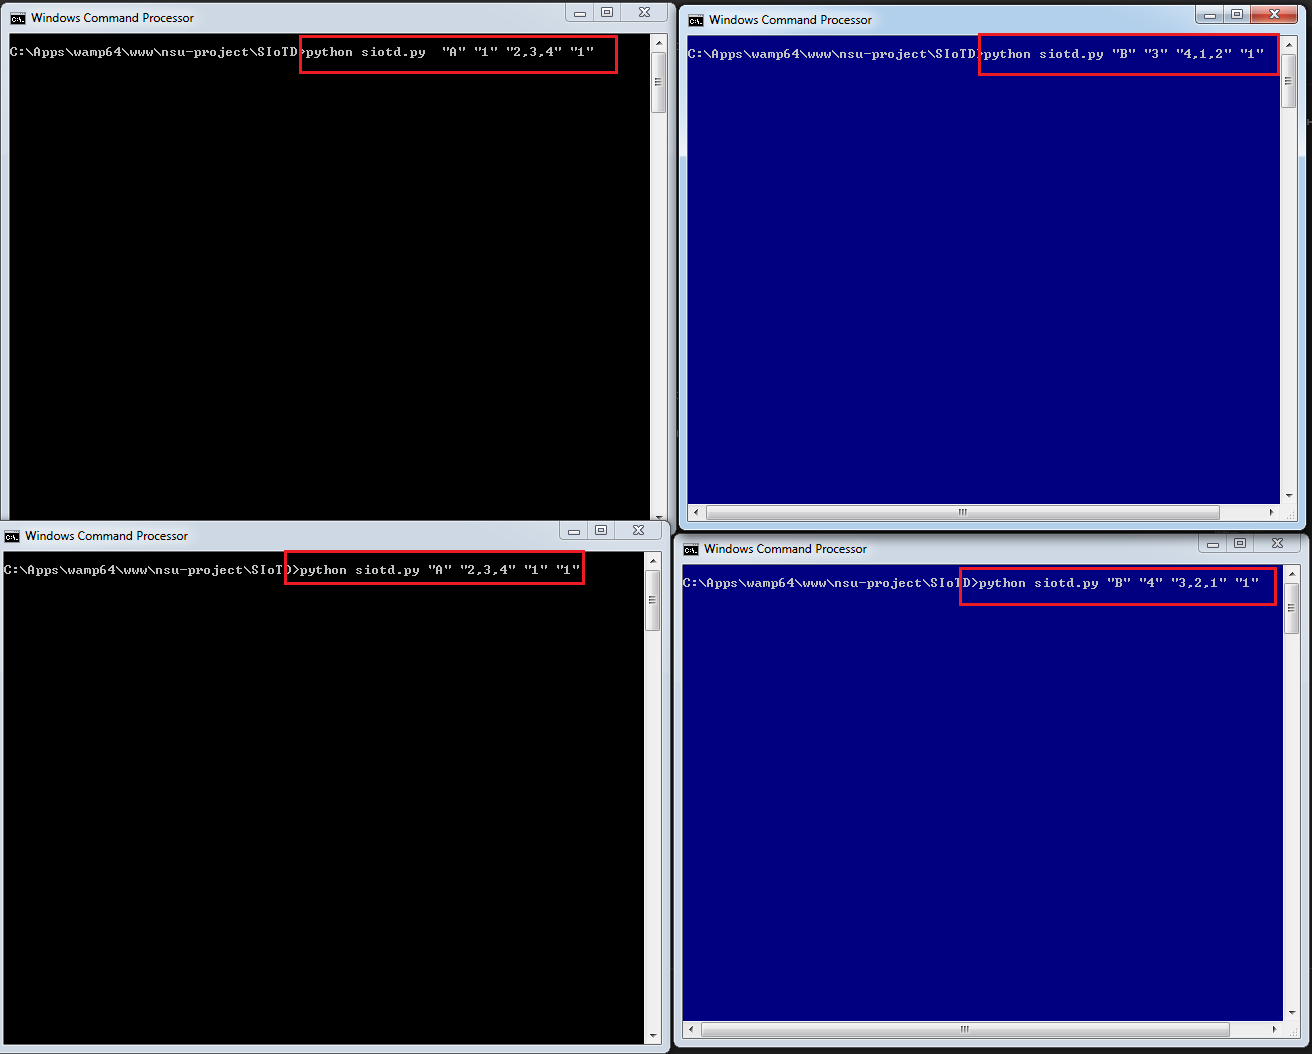 Windows Command Processor
C:\Apps\wamp64\www\nsu-project\SIoTD>python siotd.py  "A" "1" "2,3,4" "1"
Windows Command Processor
C:\Apps\wamp64\www\nsu-project\SIoTD>python siotd.py "B" "3" "4,1,2" "1"
Windows Command Processor
C:\Apps\wamp64\www\nsu-project\SIoTD>python siotd.py "A" "2,3,4" "1" "1"
Windows Command Processor
C:\Apps\wamp64\www\nsu-project\SIoTD>python siotd.py "B" "4" "3,2,1" "1"